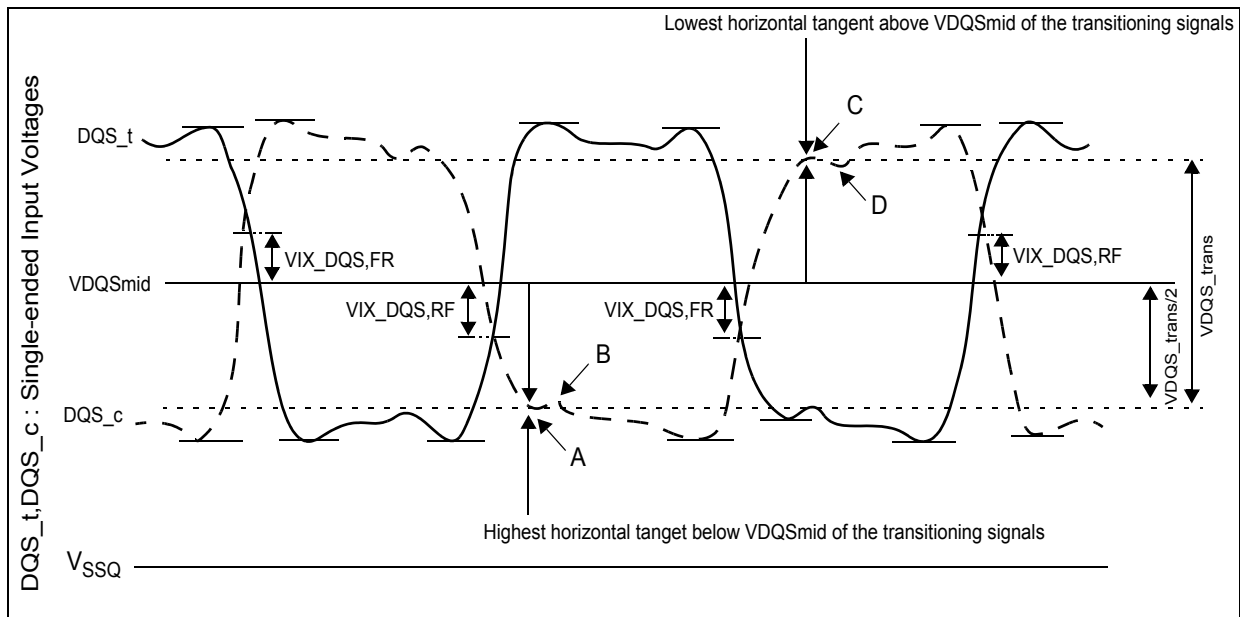 Lowest horizontal tangent above VDQSmid of the transitioning signals
DQS_t,DQS_c : Single-ended Input Voltages
DQS_t
C
D
VIX_DQS,FR
VIX_DQS,RF
VDQSmid
VIX_DQS,RF
VIX_DQS,FR
VDQS_trans/2
VDQS_trans
B
DQS_c
A
Highest horizontal tanget below VDQSmid of the transitioning signals
VSSQ